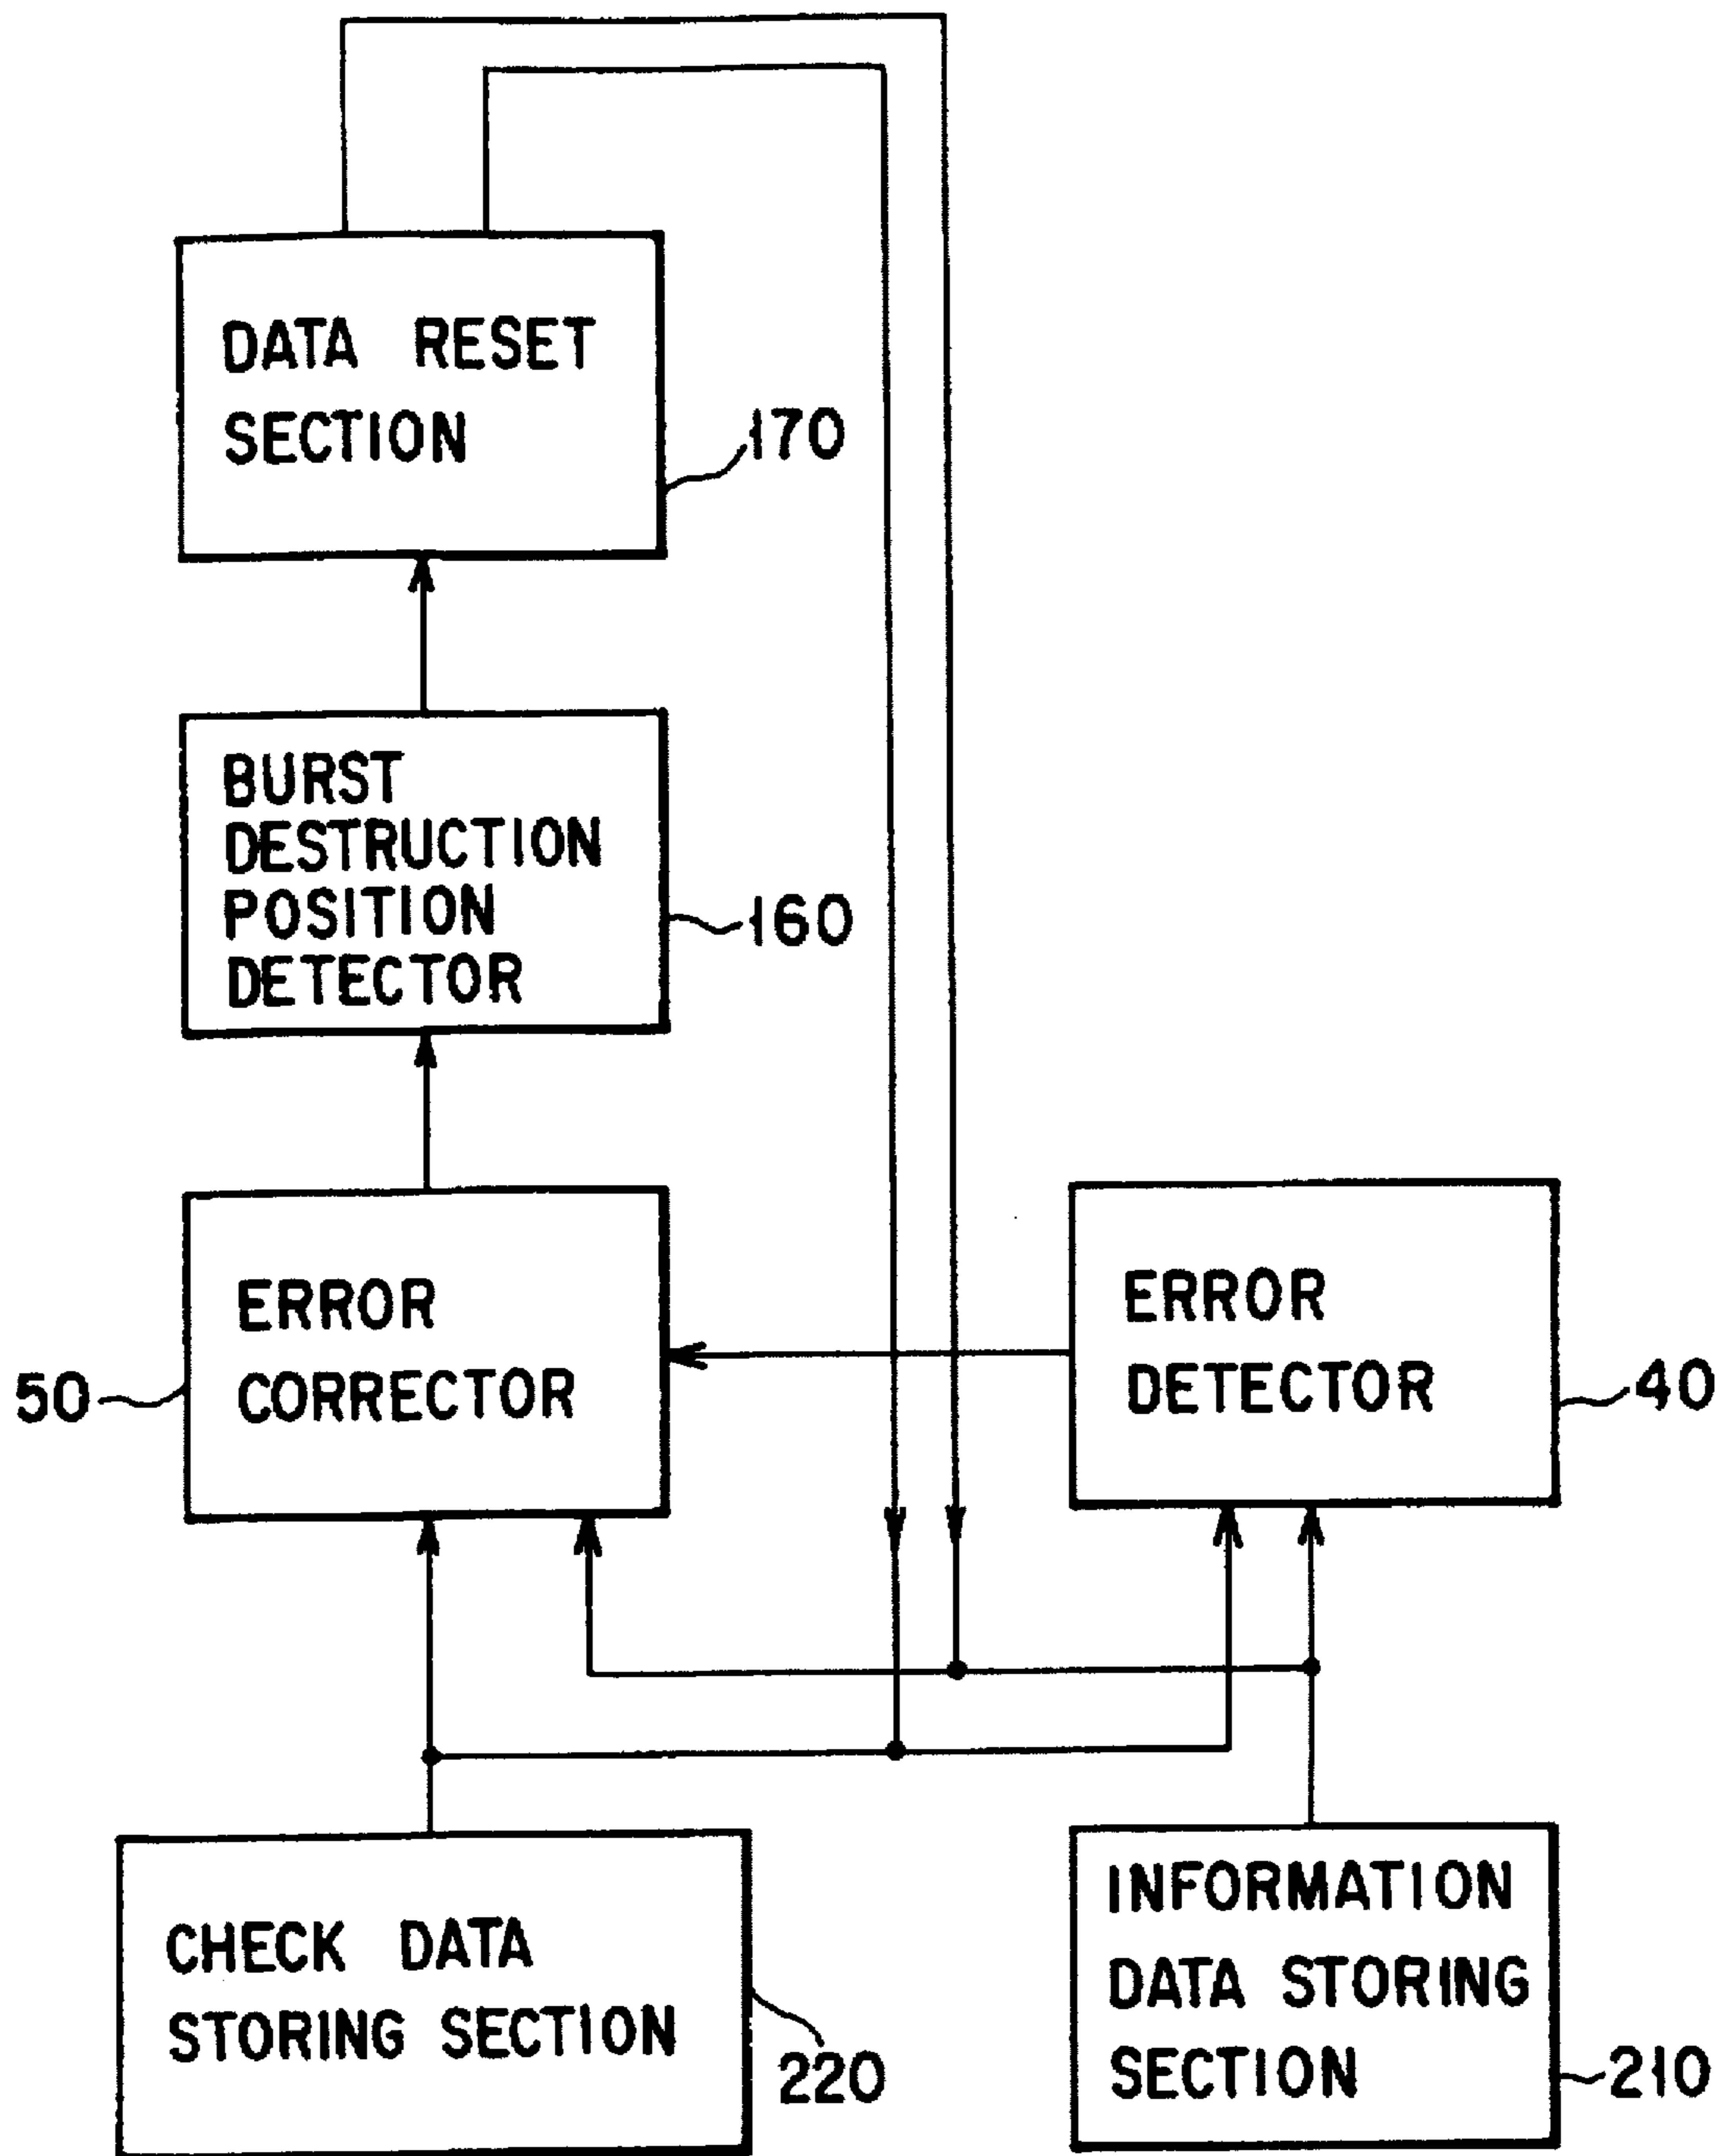 DATA RESET
SECTION
170
BURST
DESTRUCTION
POSITION
DETECTOR
160
ERROR
CORRECTOR
50
ERROR
DETECTOR
40
CHECK DATA
STORING SECTION
220
INFORMATION
DATA STORING
SECTION
210